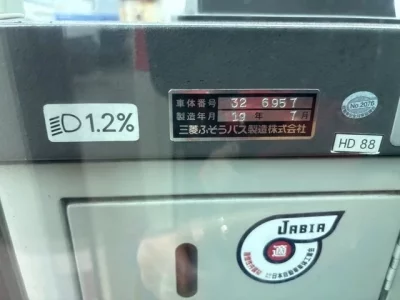 1.2%
車体番号 32 6957
製造年月 19 年 7 月
三菱ふそうバス製造株式会社
No.2076
HD 88
JABIA
適